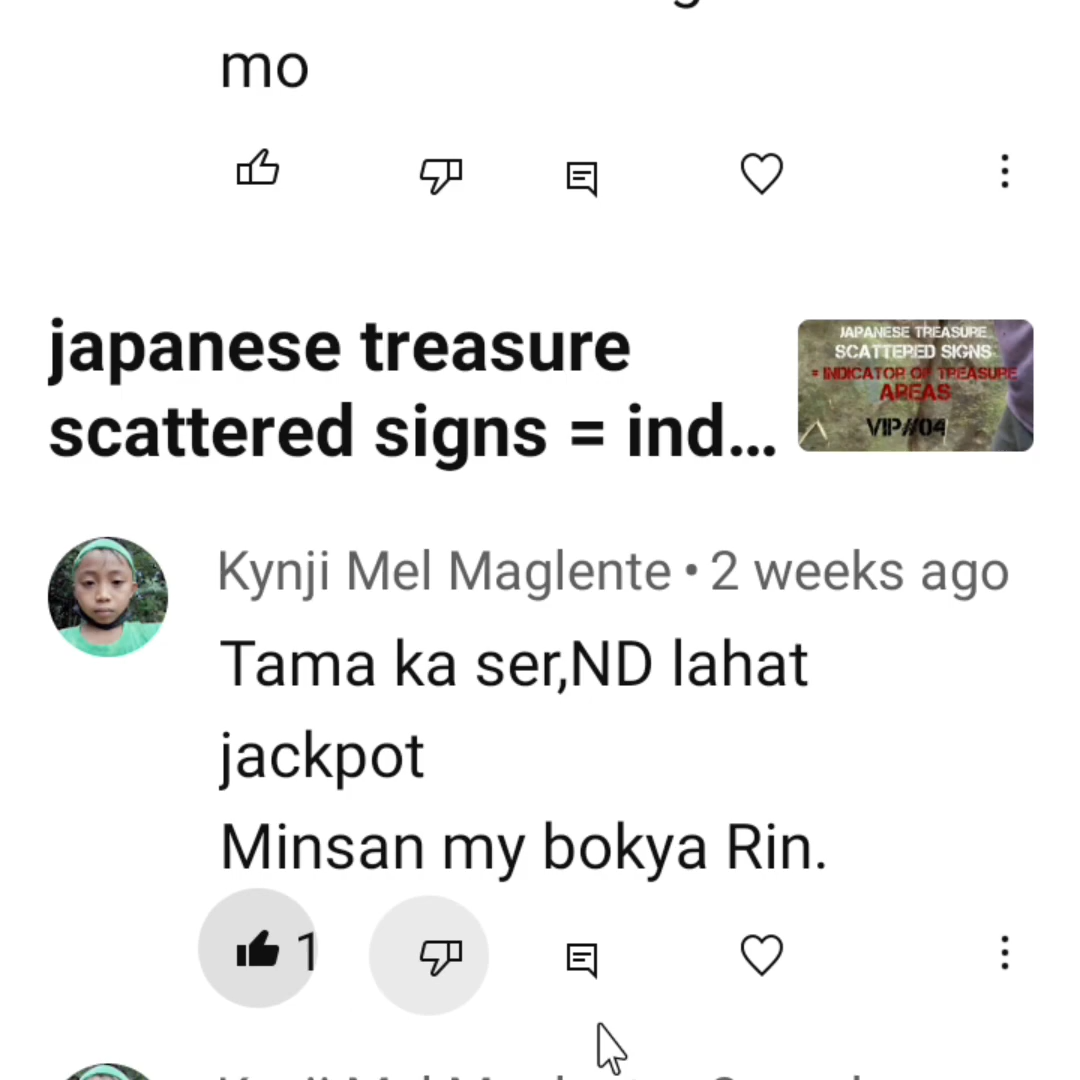 mo
japanese treasure
scattered signs = ind...
JAPANESE TREASURE
SCATTERED SIGNS
= INDICATOR OF TREASURE
AREAS
VIP//04
Kynji Mel Maglente • 2 weeks ago
Tama ka ser,ND lahat
jackpot
Minsan my bokya Rin.
1